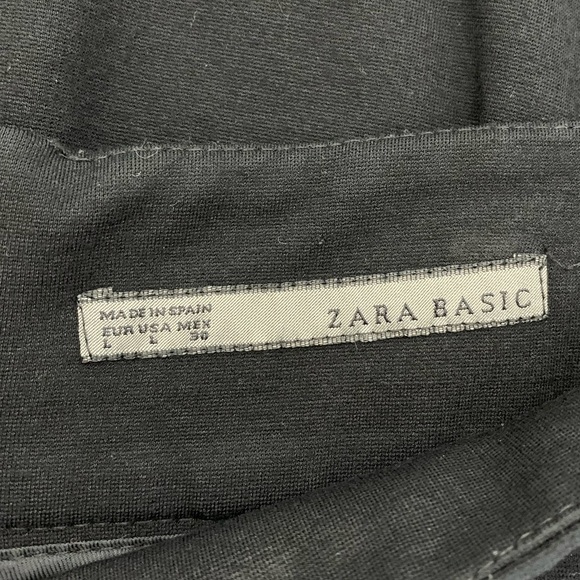 MADE IN SPAIN
EUR USA MEX
L L 30
ZARA BASIC